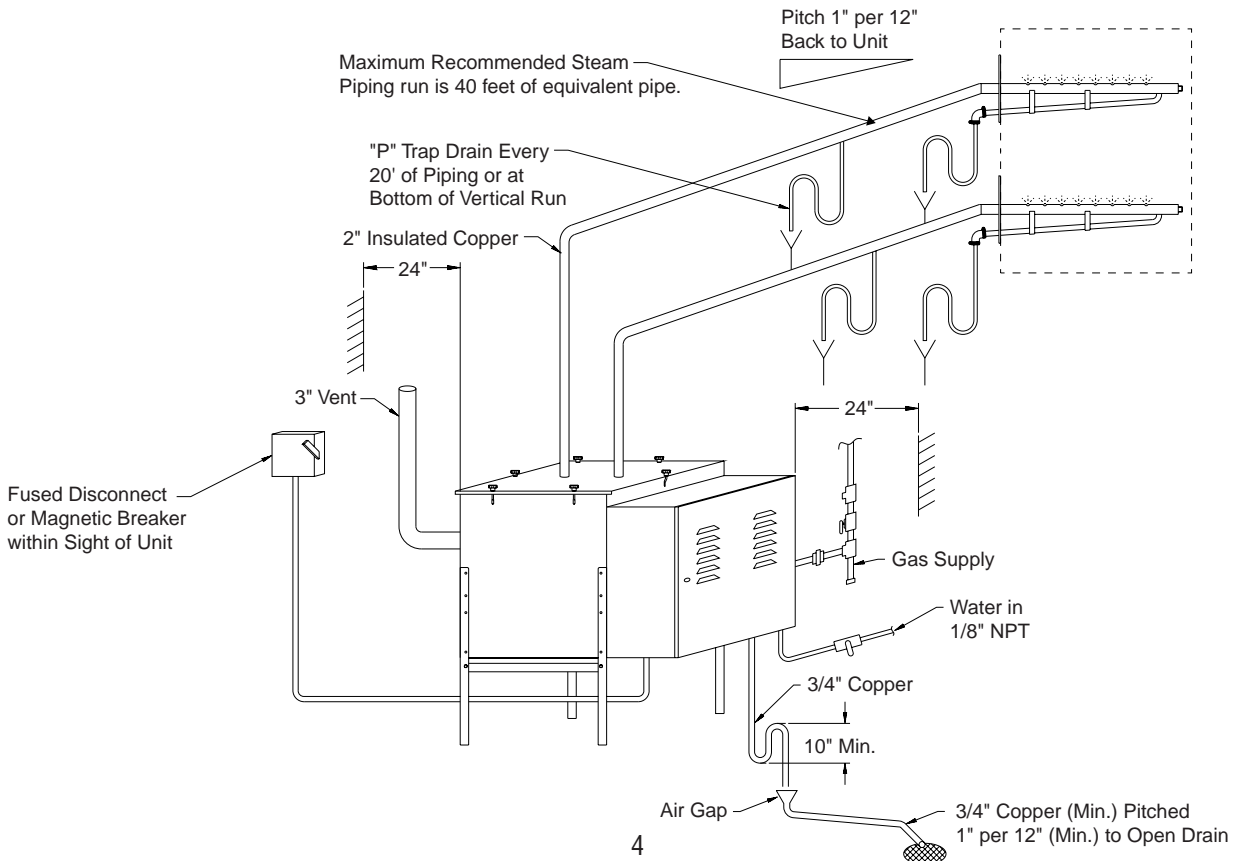 Pitch 1" per 12"
Back to Unit
Maximum Recommended Steam
Piping run is 40 feet of equivalent pipe.
"P" Trap Drain Every
20' of Piping or at
Bottom of Vertical Run
2" Insulated Copper
24"
3" Vent
24"
Fused Disconnect
or Magnetic Breaker
within Sight of Unit
Gas Supply
Water in
1/8" NPT
3/4" Copper
10" Min.
Air Gap
3/4" Copper (Min.) Pitched
1" per 12" (Min.) to Open Drain
4